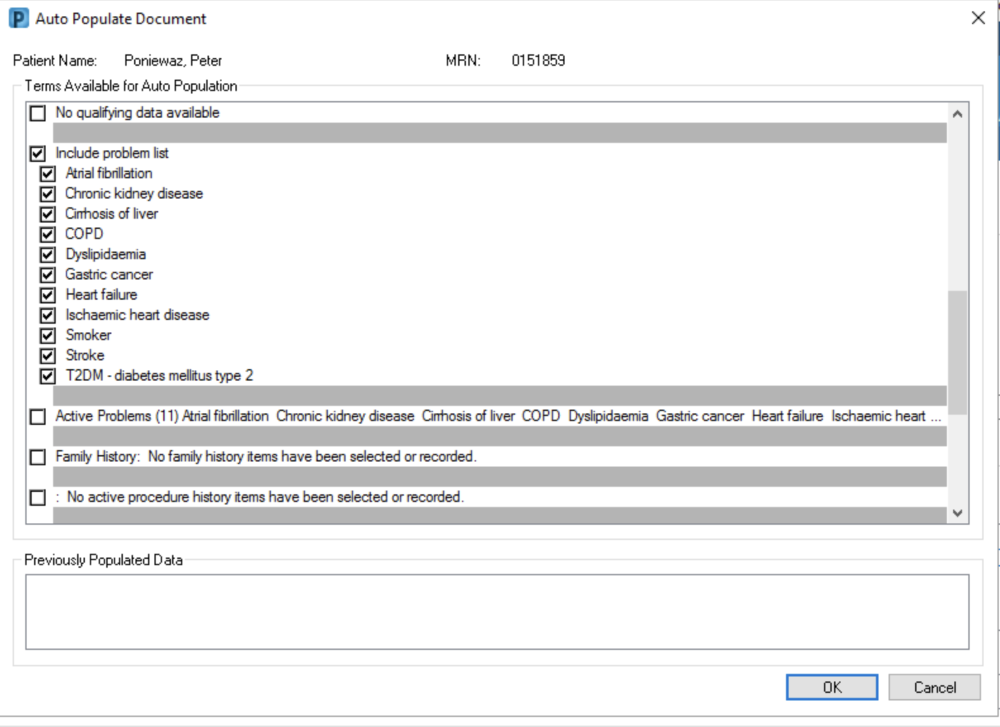 P Auto Populate Document
Patient Name: Poniewaz, Peter MRN: 0151859
Terms Available for Auto Population
No qualifying data available
Include problem list
Atrial fibrillation
Chronic kidney disease
Cirrhosis of liver
COPD
Dyslipidaemia
Gastric cancer
Heart failure
Ischaemic heart disease
Smoker
Stroke
T2DM - diabetes mellitus type 2
Active Problems (11) Atrial fibrillation Chronic kidney disease Cirrhosis of liver COPD Dyslipidaemia Gastric cancer Heart failure Ischaemic heart ...
Family History: No family history items have been selected or recorded.
: No active procedure history items have been selected or recorded.
Previously Populated Data
OK Cancel